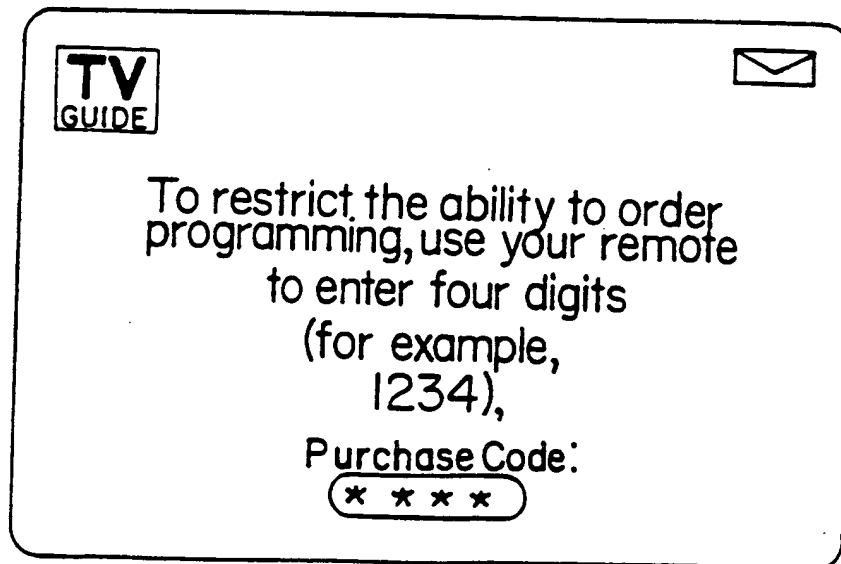 TV
GUIDE
To restrict the ability to order
programming, use your remote
to enter four digits
(for example,
1234),
Purchase Code:
* * * *